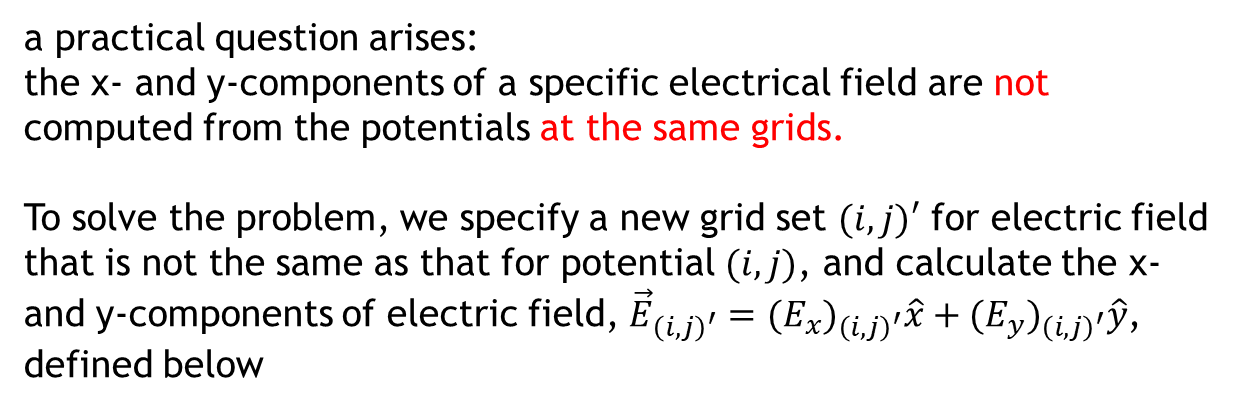 a practical question arises:
the x- and y-components of a specific electrical field are not
computed from the potentials at the same grids.
To solve the problem, we specify a new grid set (i,j)′ for electric field
that is not the same as that for potential (i,j), and calculate the x-
and y-components of electric field, E⃗₍ᵢ,ⱼ₎′ = (Eₓ)₍ᵢ,ⱼ₎′x̂ + (E_y)₍ᵢ,ⱼ₎′ŷ,
defined below